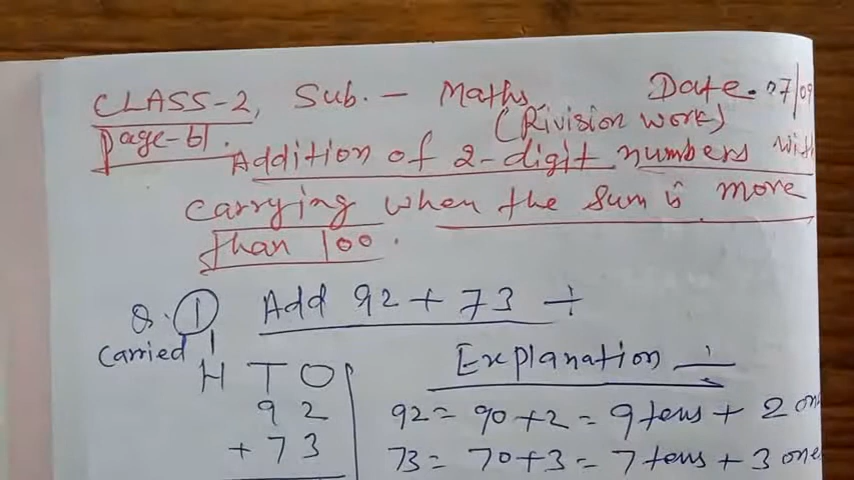 CLASS-2, Sub. - Maths Date. 07/09
Page-61. (Rivision work)
Addition of 2-digit numbers with
carrying when the sum is more
than 100.
Q. ① Add 92 + 73 ÷
Carried 1
H T O
9 2
+ 7 3
Explanation ÷
92 = 90+2 = 9 tens + 2 one
73 = 70+3 = 7 tens + 3 one